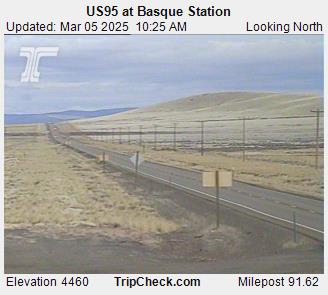 US95 at Basque Station
Updated: Mar 05 2025 10:25 AM Looking North
Elevation 4460 TripCheck.com Milepost 91.62